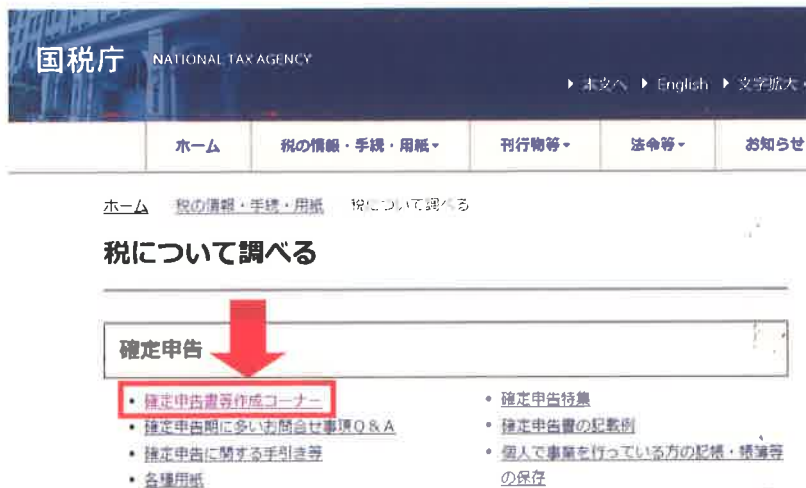 国税庁 NATIONAL TAX AGENCY
本文へ English 文字拡大
ホーム 税の情報・手続・用紙 刊行物等 法令等 お知らせ
ホーム 税の情報・手続・用紙 税について調べる
税について調べる
確定申告
・確定申告書等作成コーナー
・確定申告期に多いお問合せ事項Q&A
・確定申告に関する手引き等
・各種用紙
・確定申告特集
・確定申告書の記載例
・個人で事業を行っている方の記帳・帳簿等
の保存